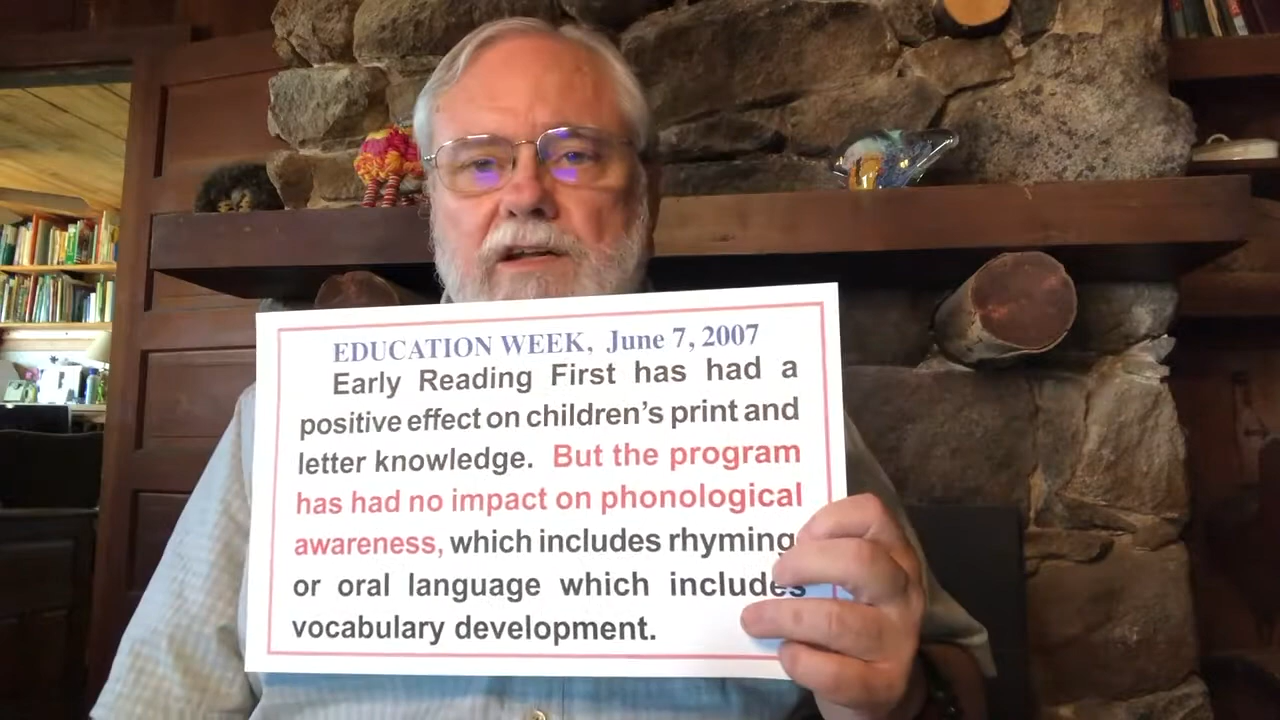 EDUCATION WEEK, June 7, 2007
Early Reading First has had a
positive effect on children's print and
letter knowledge. But the program
has had no impact on phonological
awareness, which includes rhyming
or oral language which includes
vocabulary development.